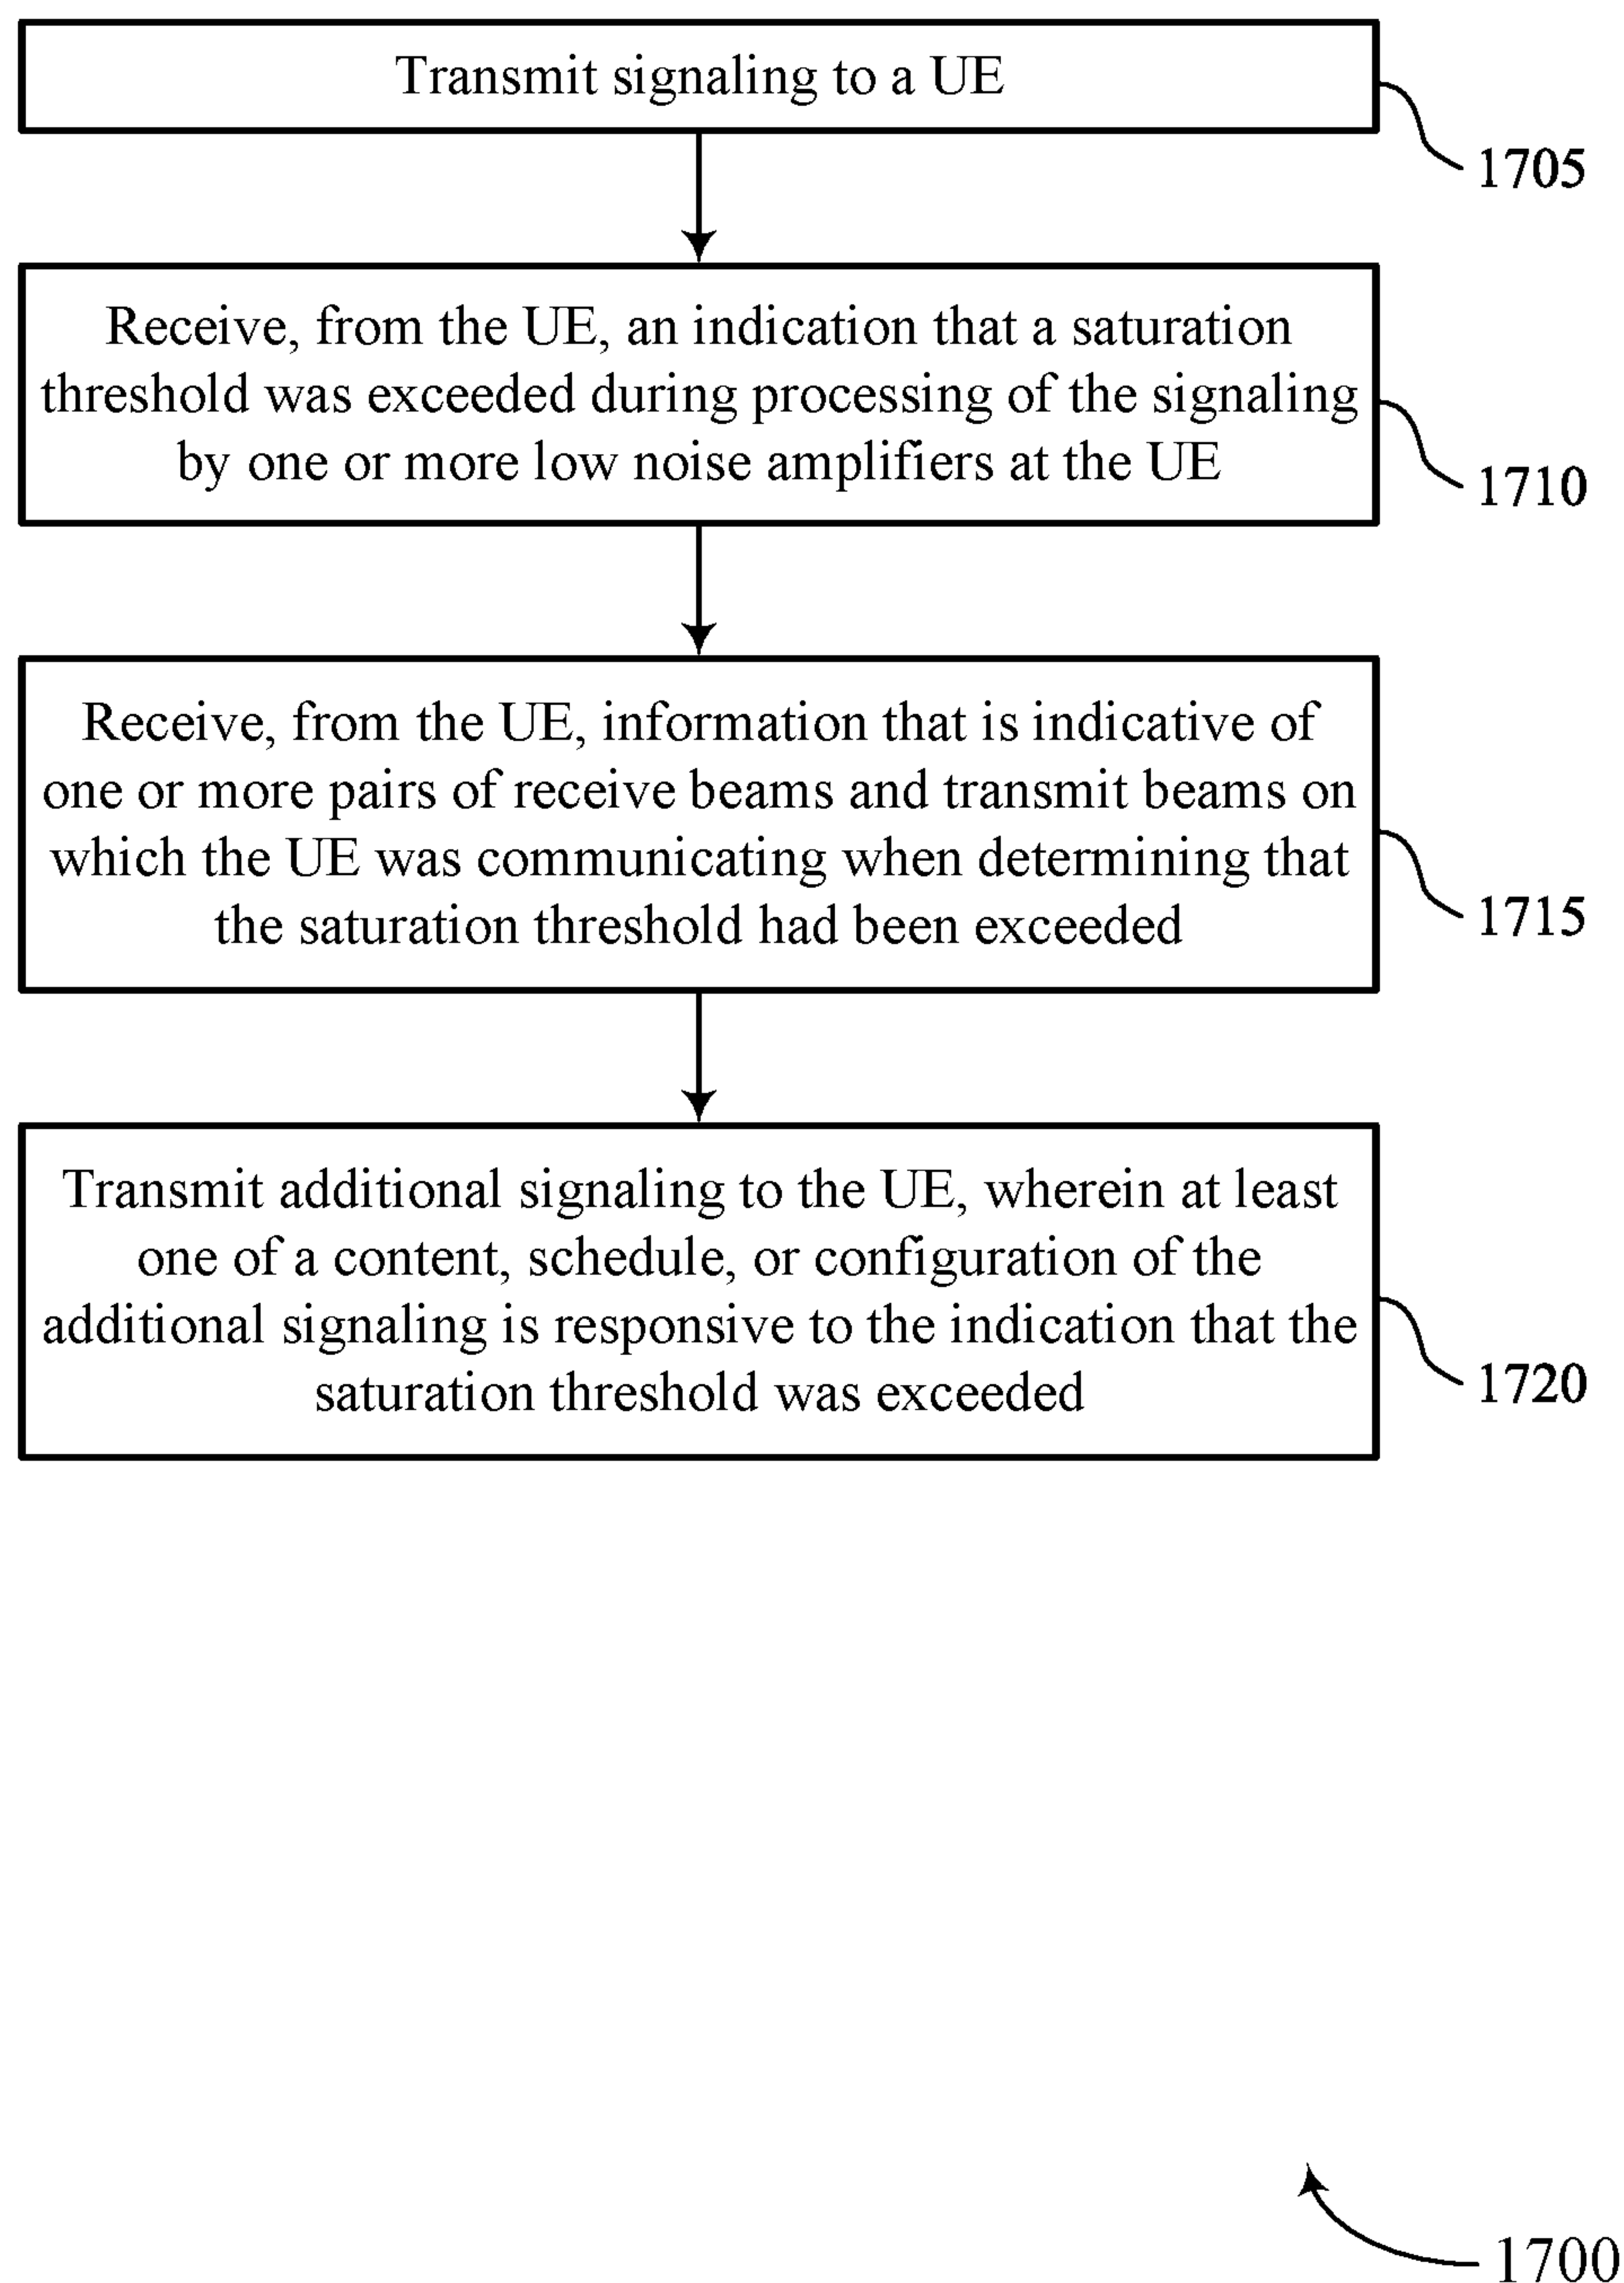 Transmit signaling to a UE
1705
Receive, from the UE, an indication that a saturation
threshold was exceeded during processing of the signaling
by one or more low noise amplifiers at the UE
1710
Receive, from the UE, information that is indicative of
one or more pairs of receive beams and transmit beams on
which the UE was communicating when determining that
the saturation threshold had been exceeded
1715
Transmit additional signaling to the UE, wherein at least
one of a content, schedule, or configuration of the
additional signaling is responsive to the indication that the
saturation threshold was exceeded
1720
1700